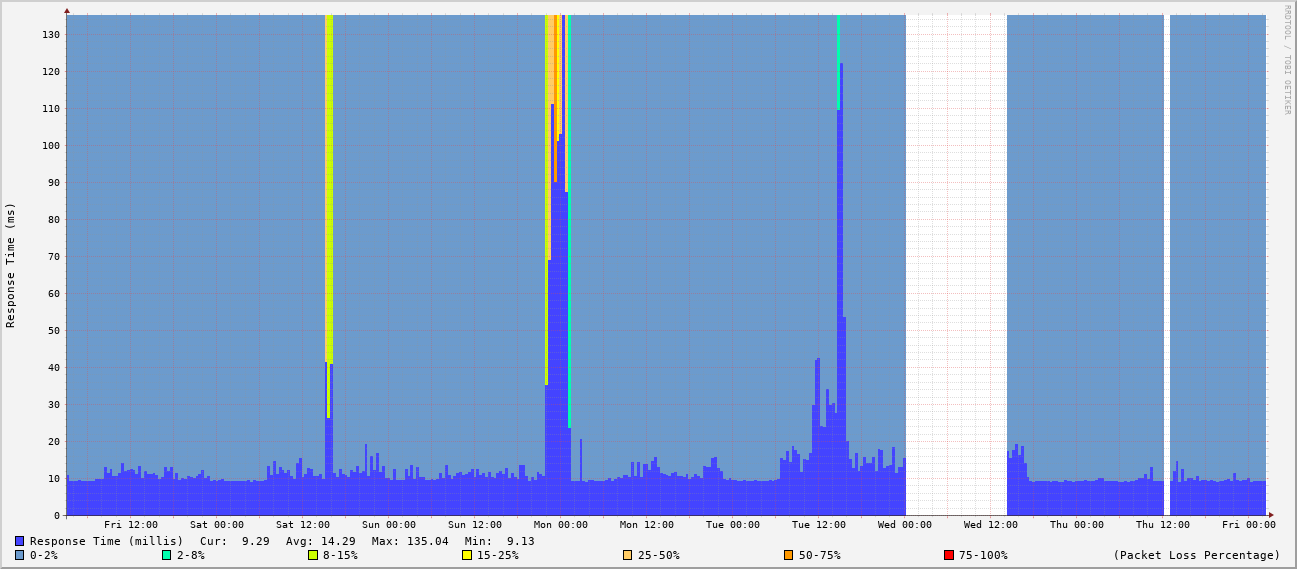 RRDTOOL / TOBI OETIKER
Response Time (ms)
130
120
110
100
90
80
70
60
50
40
30
20
10
0
Fri 12:00 Sat 00:00 Sat 12:00 Sun 00:00 Sun 12:00 Mon 00:00 Mon 12:00 Tue 00:00 Tue 12:00 Wed 00:00 Wed 12:00 Thu 00:00 Thu 12:00 Fri 00:00
Response Time (millis) Cur: 9.29 Avg: 14.29 Max: 135.04 Min: 9.13
0-2% 2-8% 8-15% 15-25% 25-50% 50-75% 75-100% (Packet Loss Percentage)